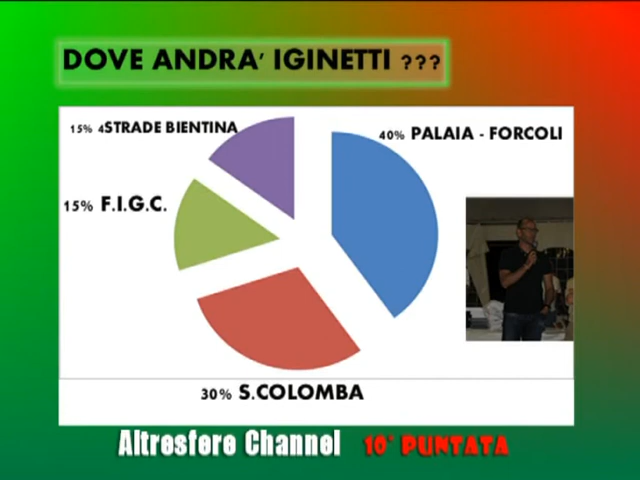 DOVE ANDRA' IGINETTI ???
15% 4STRADE BIENTINA
40% PALAIA - FORCOLI
15% F.I.G.C.
30% S.COLOMBA
Altresfere Channel 10° PUNTATA